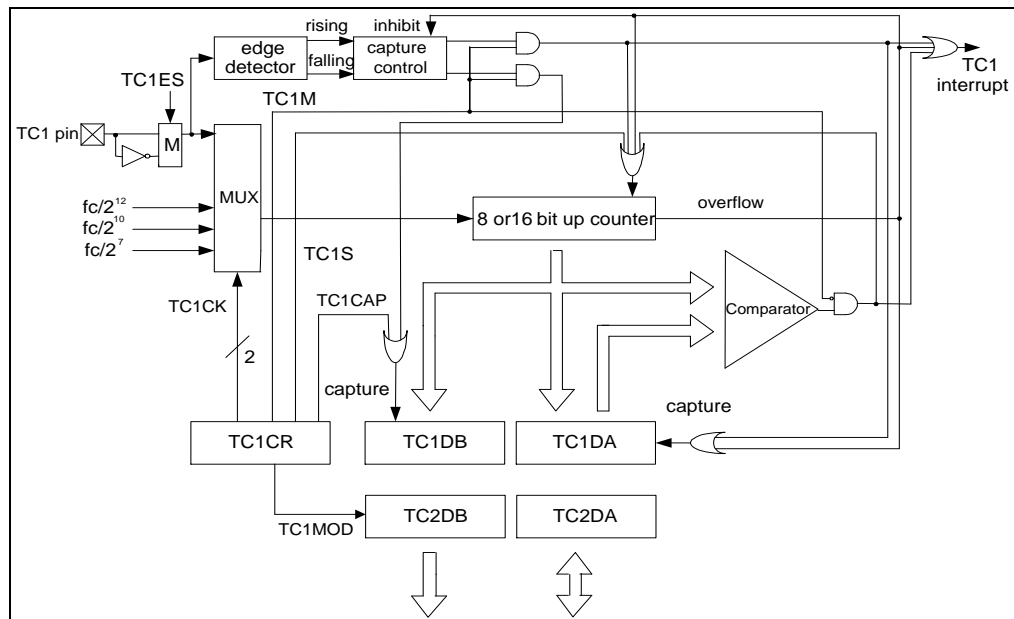 rising
inhibit
edge
detector
falling
capture
control
TC1
interrupt
TC1ES
TC1M
TC1 pin
M
MUX
fc/2¹²
fc/2¹⁰
fc/2⁷
8 or16 bit up counter
overflow
TC1S
TC1CK
TC1CAP
Comparator
2
capture
capture
TC1CR
TC1DB
TC1DA
TC1MOD
TC2DB
TC2DA